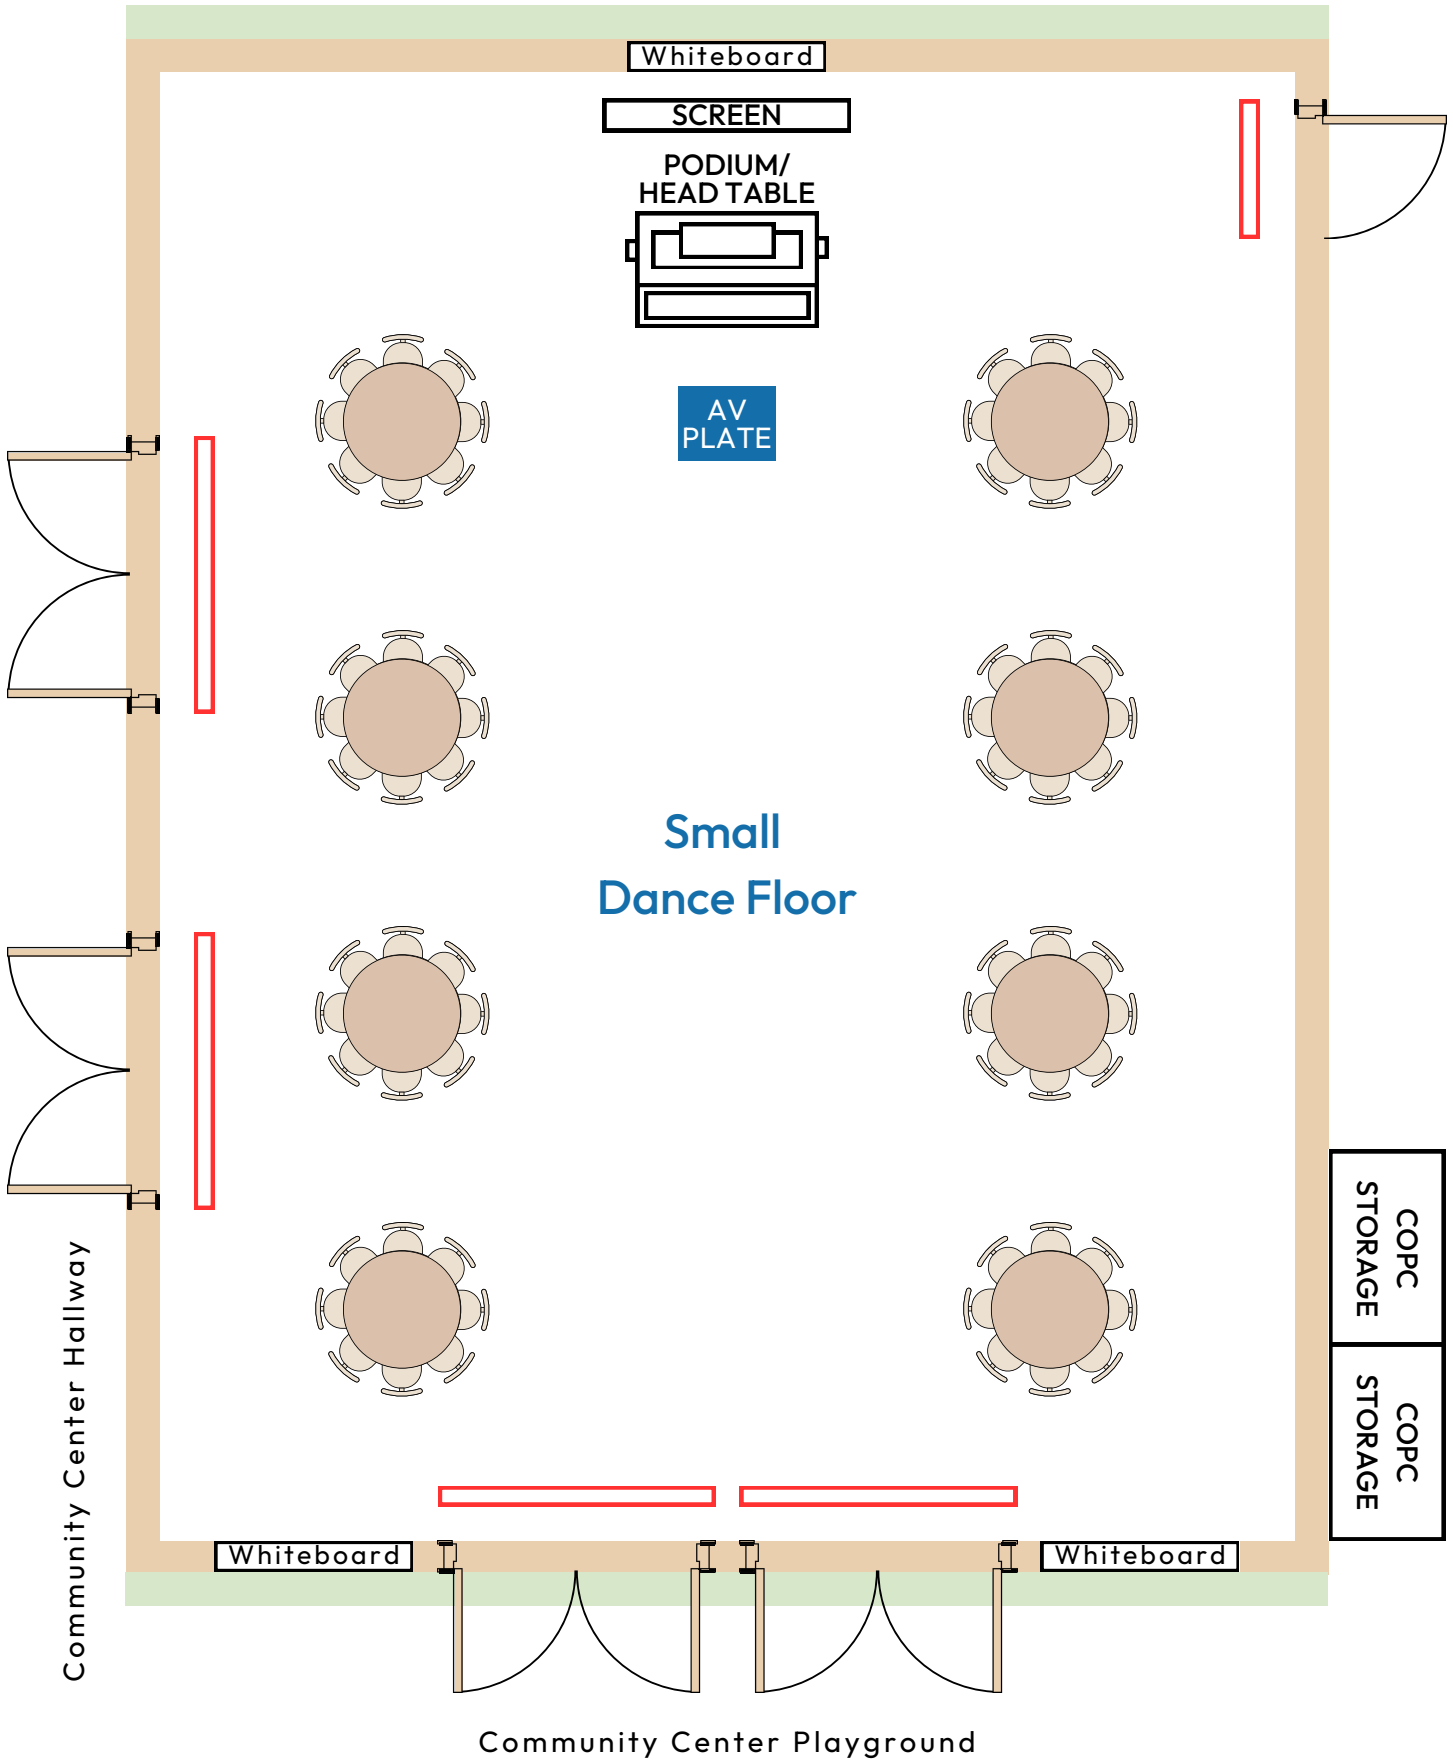 Whiteboard
SCREEN
PODIUM/
HEAD TABLE
AV
PLATE
Small
Dance Floor
COPC
STORAGE
COPC
STORAGE
Community Center Hallway
Whiteboard
Whiteboard
Community Center Playground